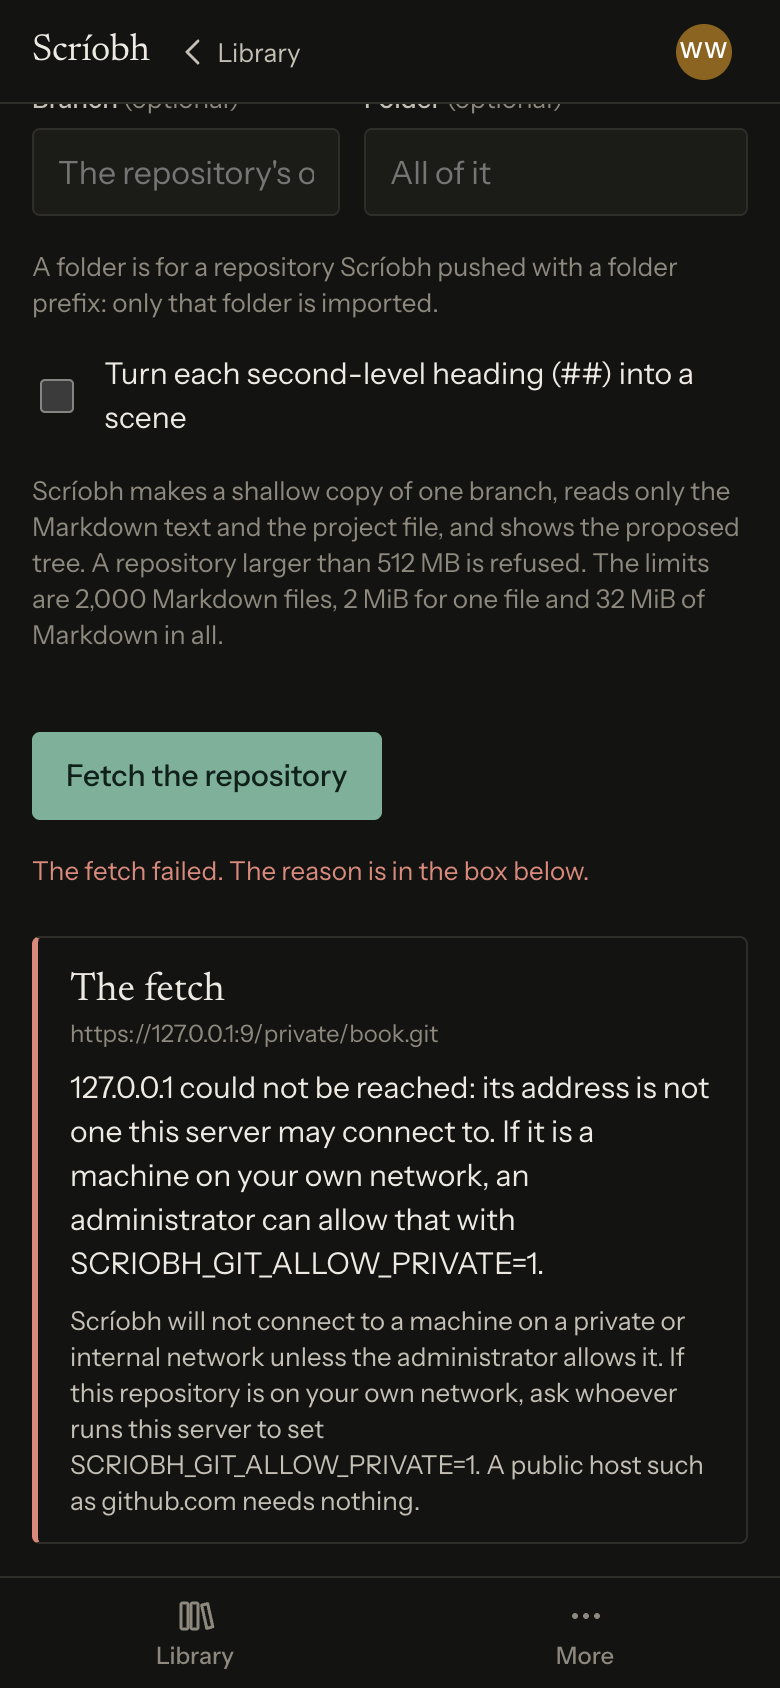 Scríobh
Library
WW
Branch (optional)
Folder (optional)
The repository's o
All of it
A folder is for a repository Scríobh pushed with a folder
prefix: only that folder is imported.
Turn each second-level heading (##) into a
scene
Scríobh makes a shallow copy of one branch, reads only the
Markdown text and the project file, and shows the proposed
tree. A repository larger than 512 MB is refused. The limits
are 2,000 Markdown files, 2 MiB for one file and 32 MiB of
Markdown in all.
Fetch the repository
The fetch failed. The reason is in the box below.
The fetch
https://127.0.0.1:9/private/book.git
127.0.0.1 could not be reached: its address is not
one this server may connect to. If it is a
machine on your own network, an
administrator can allow that with
SCRIOBH_GIT_ALLOW_PRIVATE=1.
Scríobh will not connect to a machine on a private or
internal network unless the administrator allows it. If
this repository is on your own network, ask whoever
runs this server to set
SCRIOBH_GIT_ALLOW_PRIVATE=1. A public host such
as github.com needs nothing.
Library
More